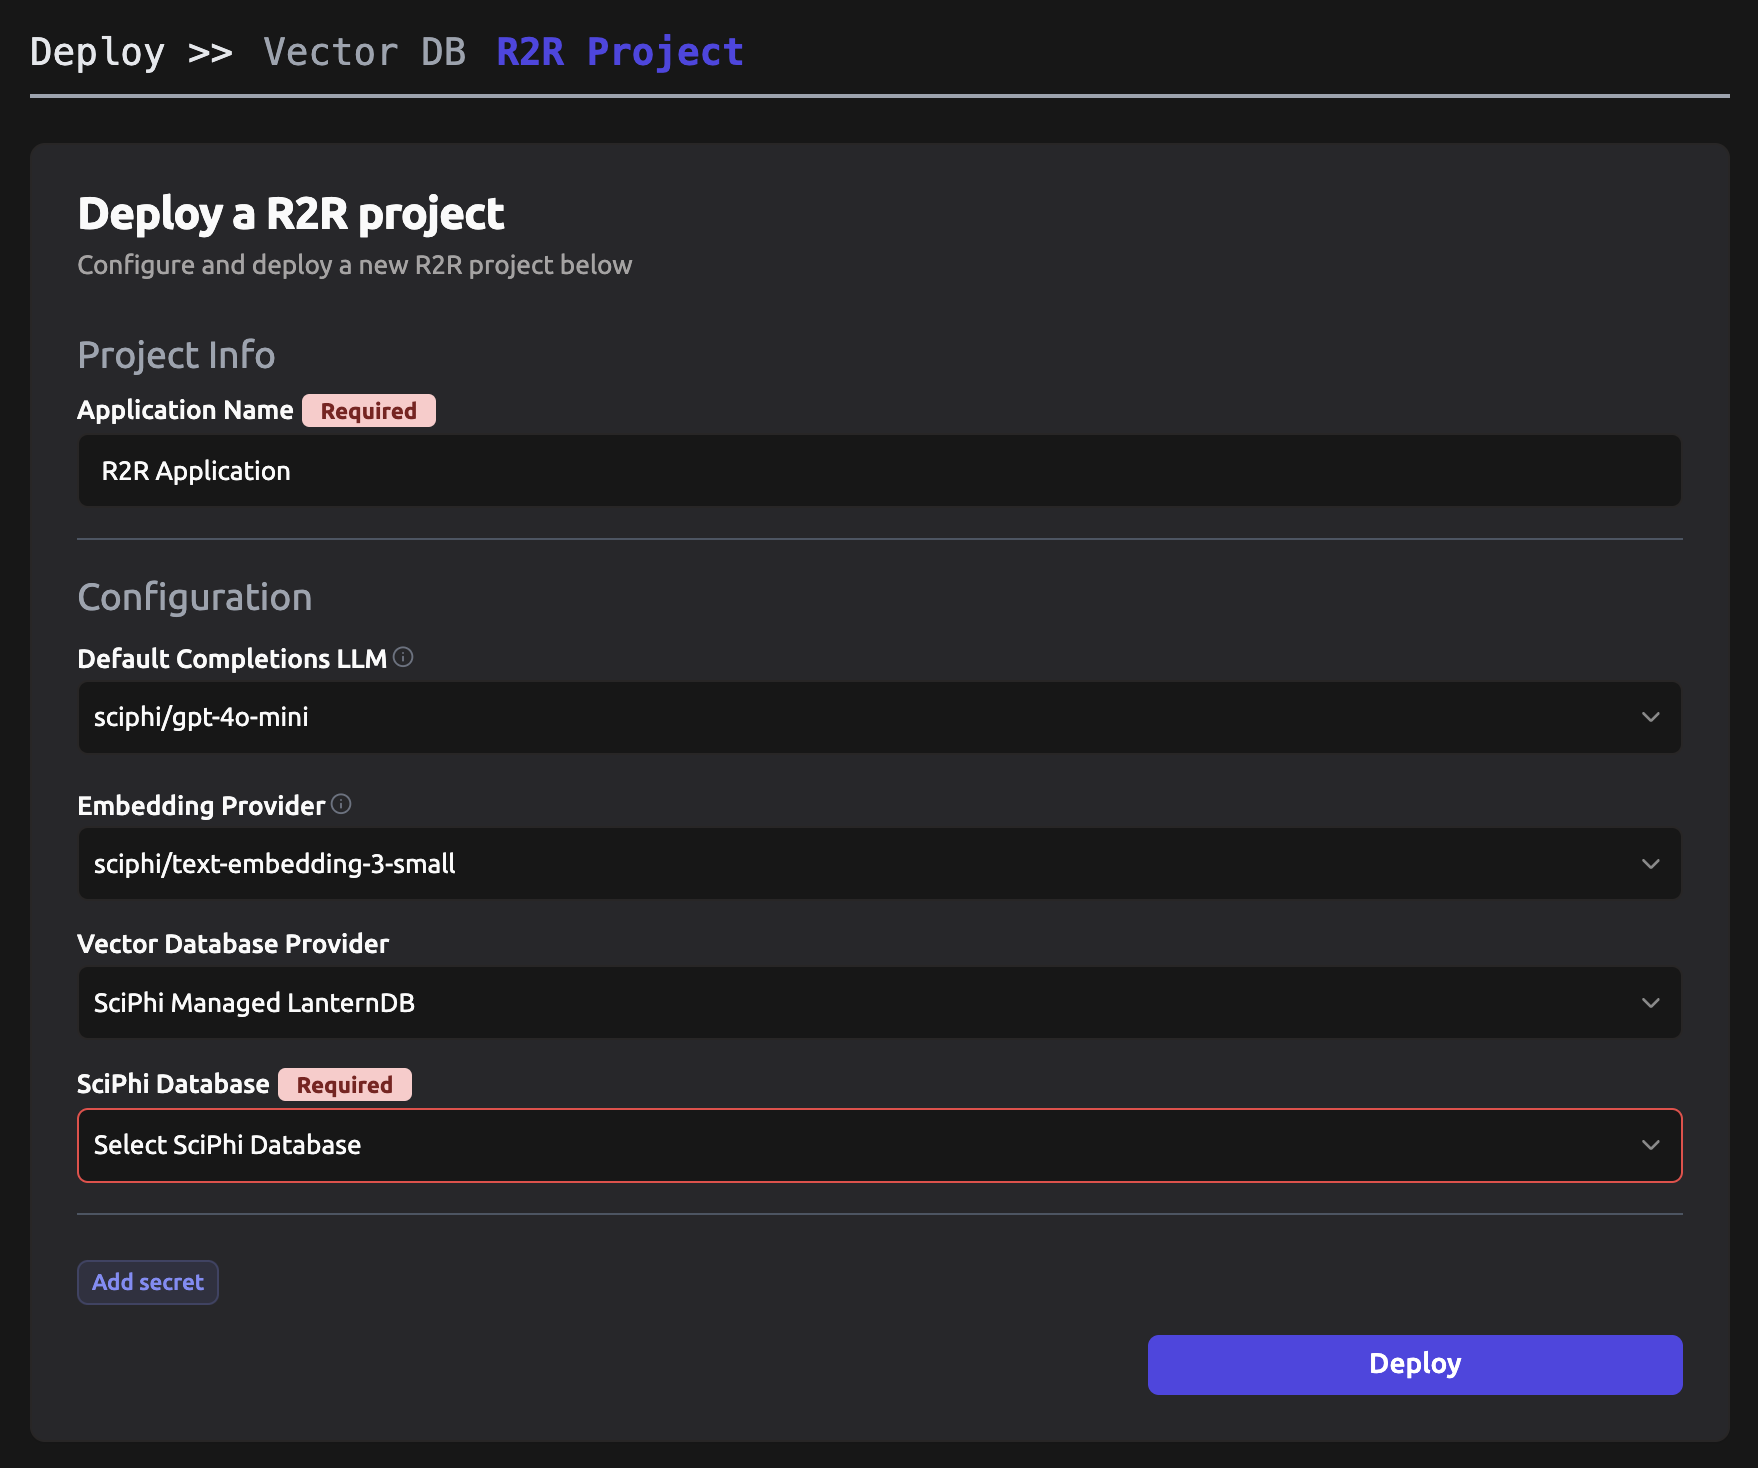 Deploy >> Vector DB R2R Project
Deploy a R2R project
Configure and deploy a new R2R project below
Project Info
Application Name Required
R2R Application
Configuration
Default Completions LLM
sciphi/gpt-4o-mini
Embedding Provider
sciphi/text-embedding-3-small
Vector Database Provider
SciPhi Managed LanternDB
SciPhi Database Required
Select SciPhi Database
Add secret
Deploy